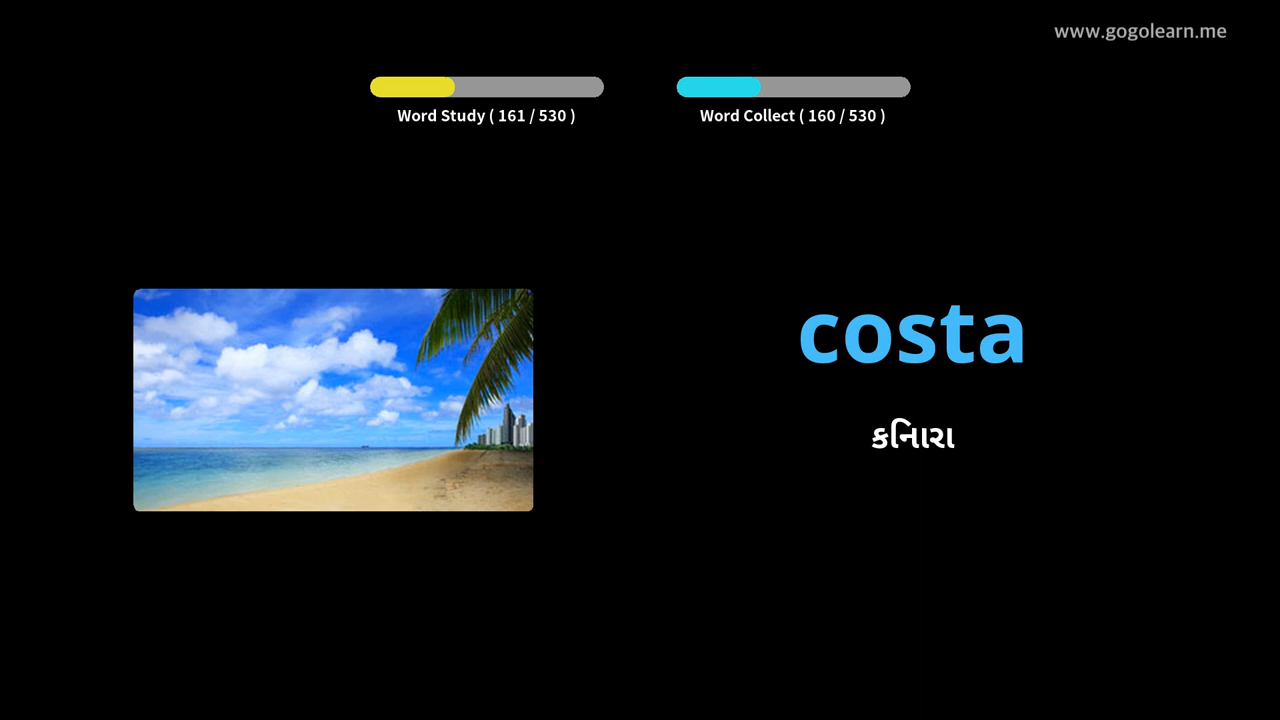 www.gogolearn.me
Word Study ( 161 / 530 )
Word Collect ( 160 / 530 )
costa
કિનારા